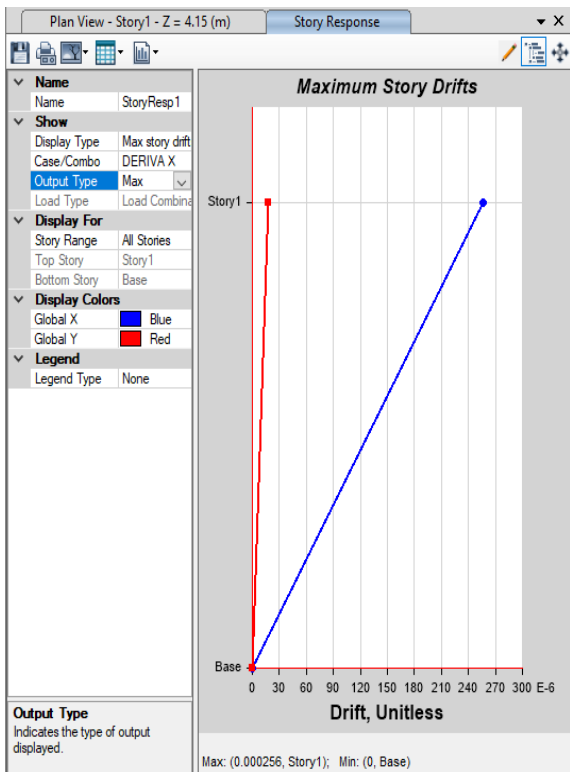 Plan View - Story1 - Z = 4.15 (m)
Story Response
Name
Name StoryResp1
Show
Display Type Max story drift
Case/Combo DERIVA X
Output Type Max
Load Type Load Combina
Display For
Story Range All Stories
Top Story Story1
Bottom Story Base
Display Colors
Global X Blue
Global Y Red
Legend
Legend Type None
Output Type
Indicates the type of output
displayed.
Maximum Story Drifts
Story1
Base
0 30 60 90 120 150 180 210 240 270 300 E-6
Drift, Unitless
Max: (0.000256, Story1); Min: (0, Base)